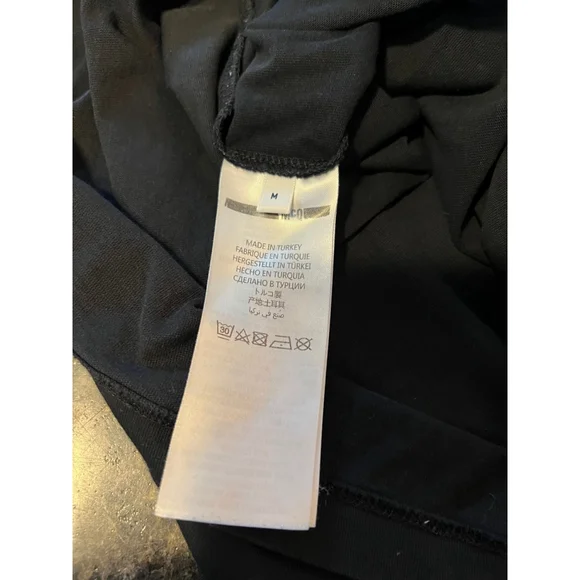 M
MADE IN TURKEY
FABRIQUE EN TURQUIE
HERGESTELLT IN TÜRKEI
HECHO EN TURQUIA
СДЕЛАНО В ТУРЦИИ
トルコ製
产地土耳其
صنع في تركيا
30